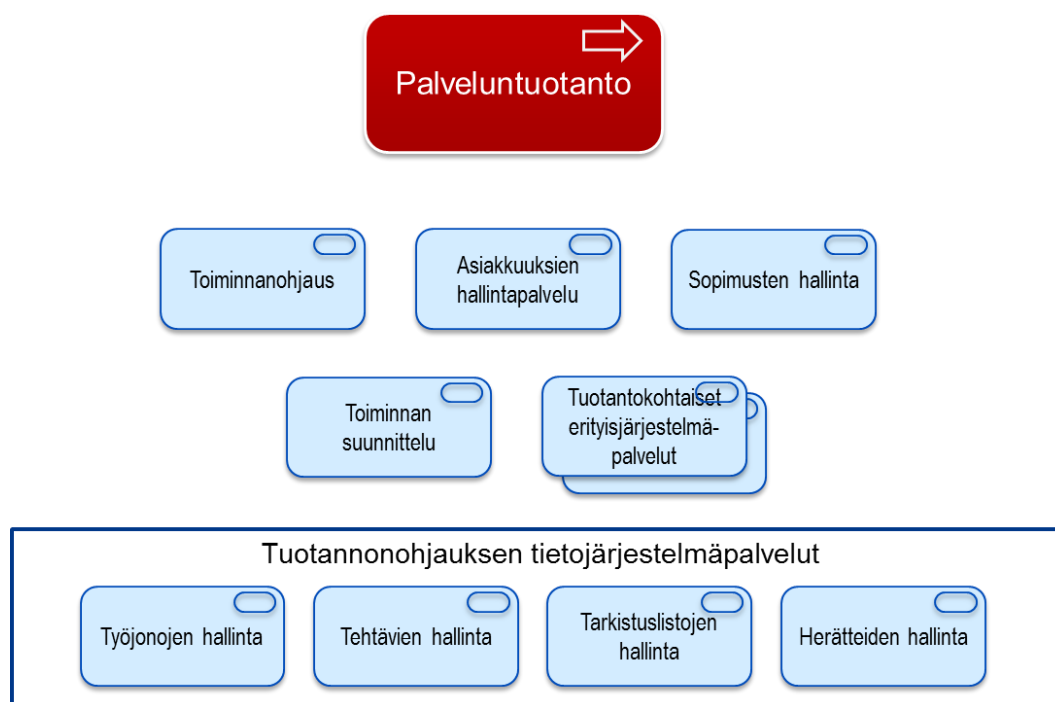 Palveluntuotanto
Toiminnanohjaus
Asiakkuuksien
hallintapalvelu
Sopimusten hallinta
Toiminnan
suunnittelu
Tuotantokohtaiset
erityisjärjestelmä-
palvelut
Tuotannonohjauksen tietojärjestelmäpalvelut
Työjonojen hallinta
Tehtävien hallinta
Tarkistuslistojen
hallinta
Herätteiden hallinta